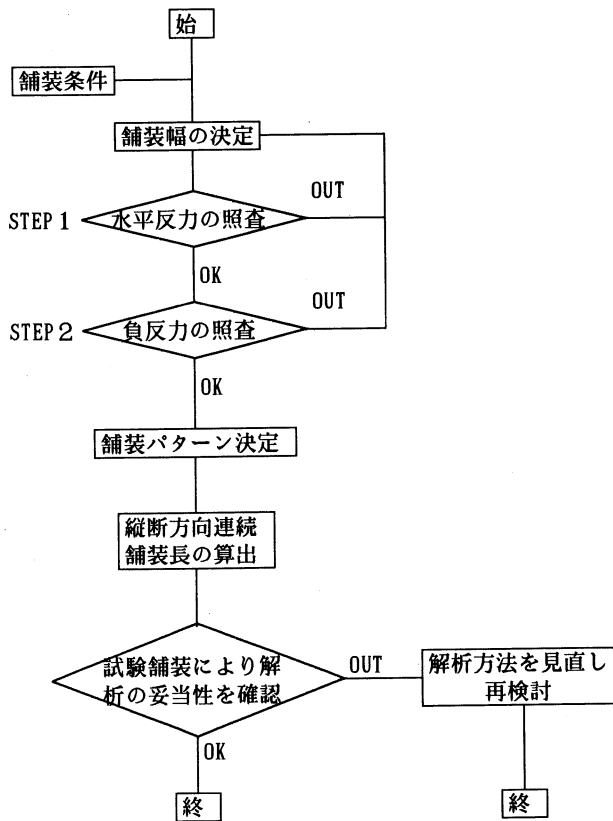 始
舗装条件
舗装幅の決定
OUT
STEP 1
水平反力の照査
OK
OUT
STEP 2
負反力の照査
OK
舗装パターン決定
縦断方向連続
舗装長の算出
試験舗装により解
析の妥当性を確認
OUT
解析方法を見直し
再検討
OK
終
終